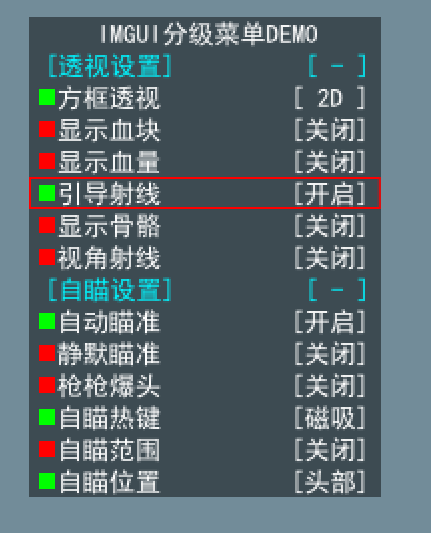 IMGUI分级菜单DEMO
[透视设置] [ - ]
方框透视 [ 2D ]
显示血块 [关闭]
显示血量 [关闭]
引导射线 [开启]
显示骨骼 [关闭]
视角射线 [关闭]
[自瞄设置] [ - ]
自动瞄准 [开启]
静默瞄准 [关闭]
枪枪爆头 [关闭]
自瞄热键 [磁吸]
自瞄范围 [关闭]
自瞄位置 [头部]